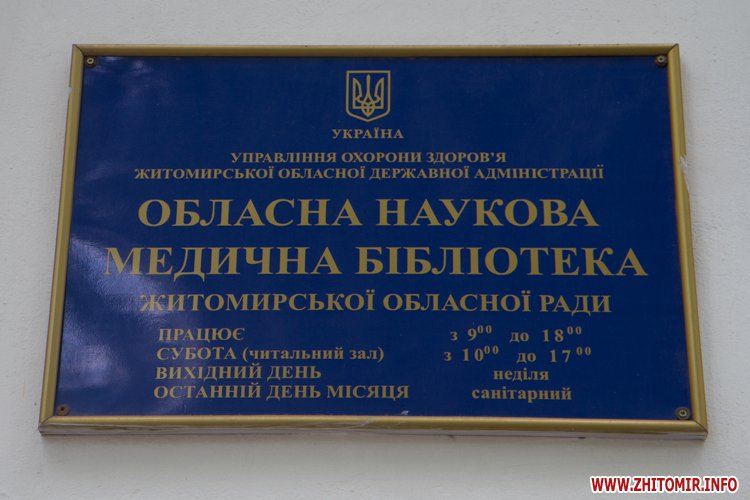 УКРАЇНА
УПРАВЛІННЯ ОХОРОНИ ЗДОРОВ'Я
ЖИТОМИРСЬКОЇ ОБЛАСНОЇ ДЕРЖАВНОЇ АДМІНІСТРАЦІЇ
ОБЛАСНА НАУКОВА
МЕДИЧНА БІБЛІОТЕКА
ЖИТОМИРСЬКОЇ ОБЛАСНОЇ РАДИ
ПРАЦЮЄ з 9⁰⁰ до 18⁰⁰
СУБОТА (читальний зал) з 10⁰⁰ до 17⁰⁰
ВИХІДНИЙ ДЕНЬ неділя
ОСТАННІЙ ДЕНЬ МІСЯЦЯ санітарний
WWW.ZHITOMIR.INFO